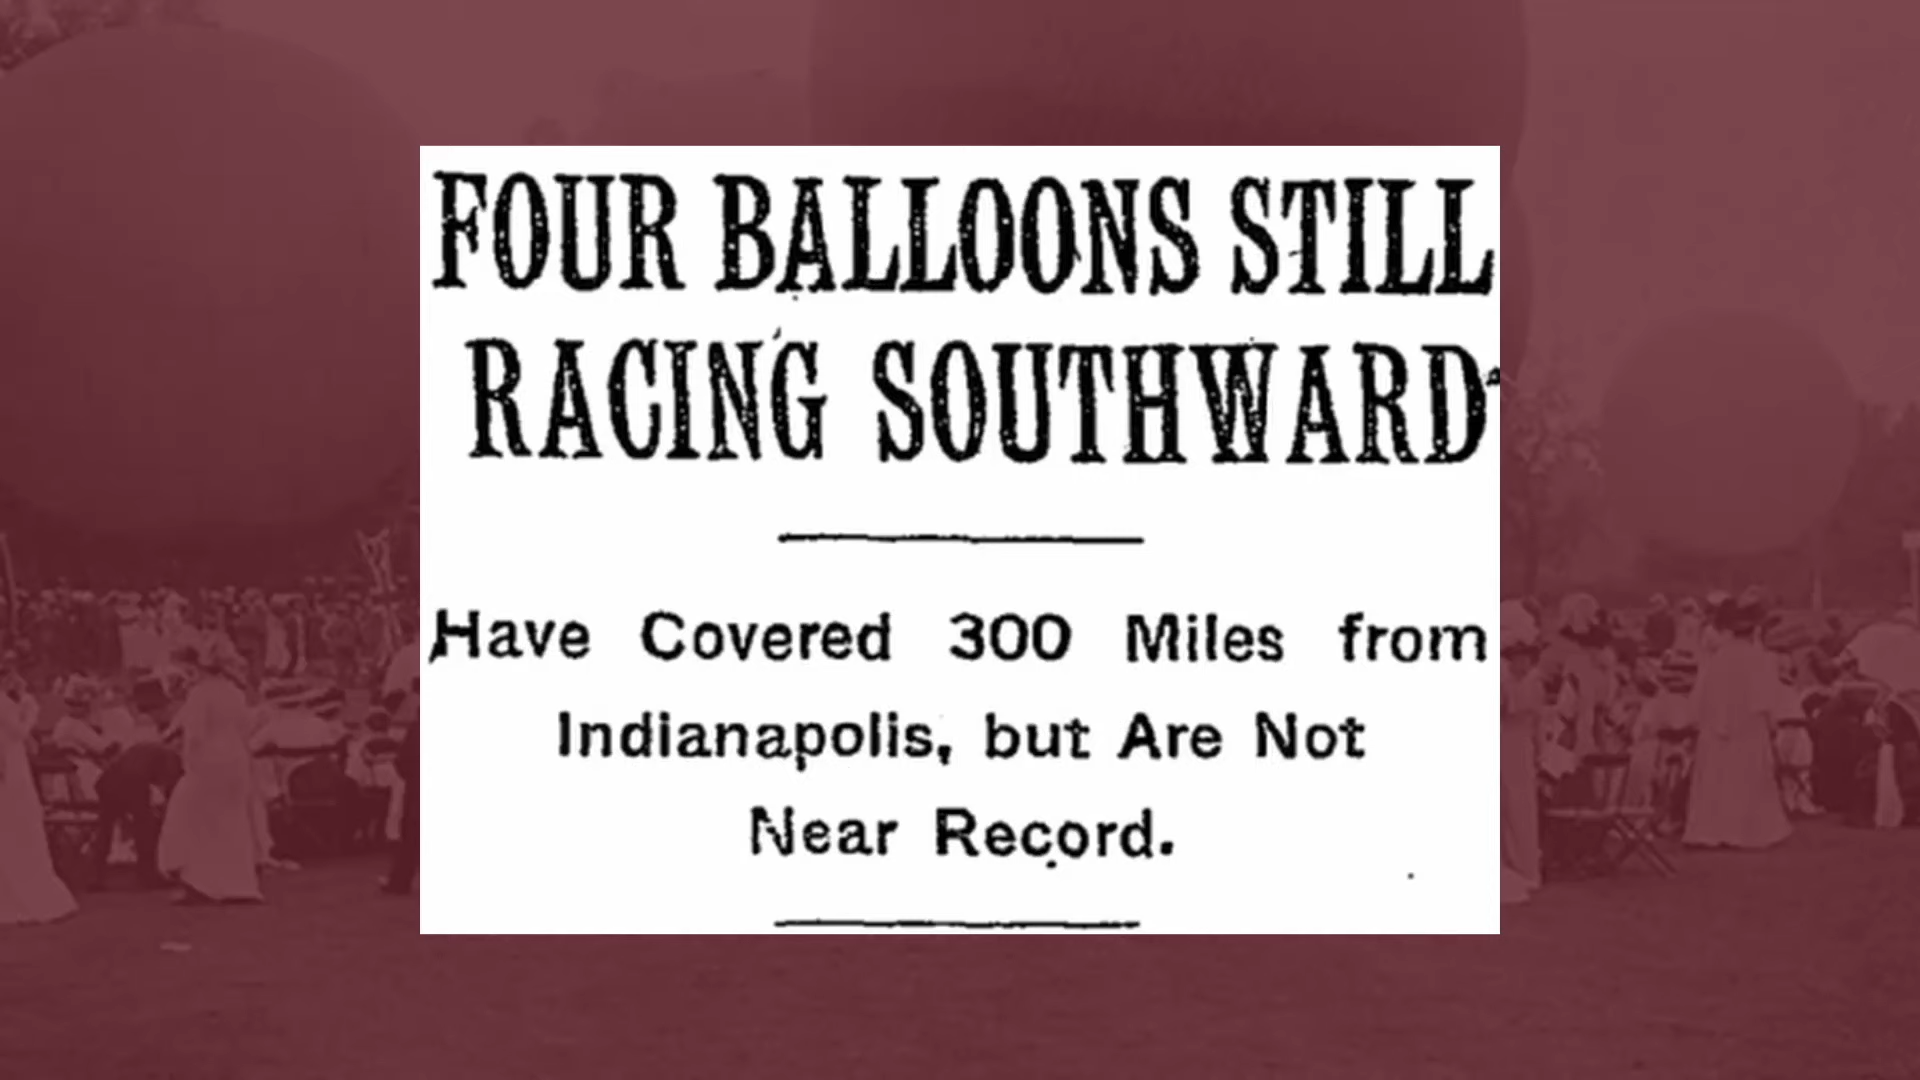 FOUR BALLOONS STILL
RACING SOUTHWARD
Have Covered 300 Miles from
Indianapolis, but Are Not
Near Record.